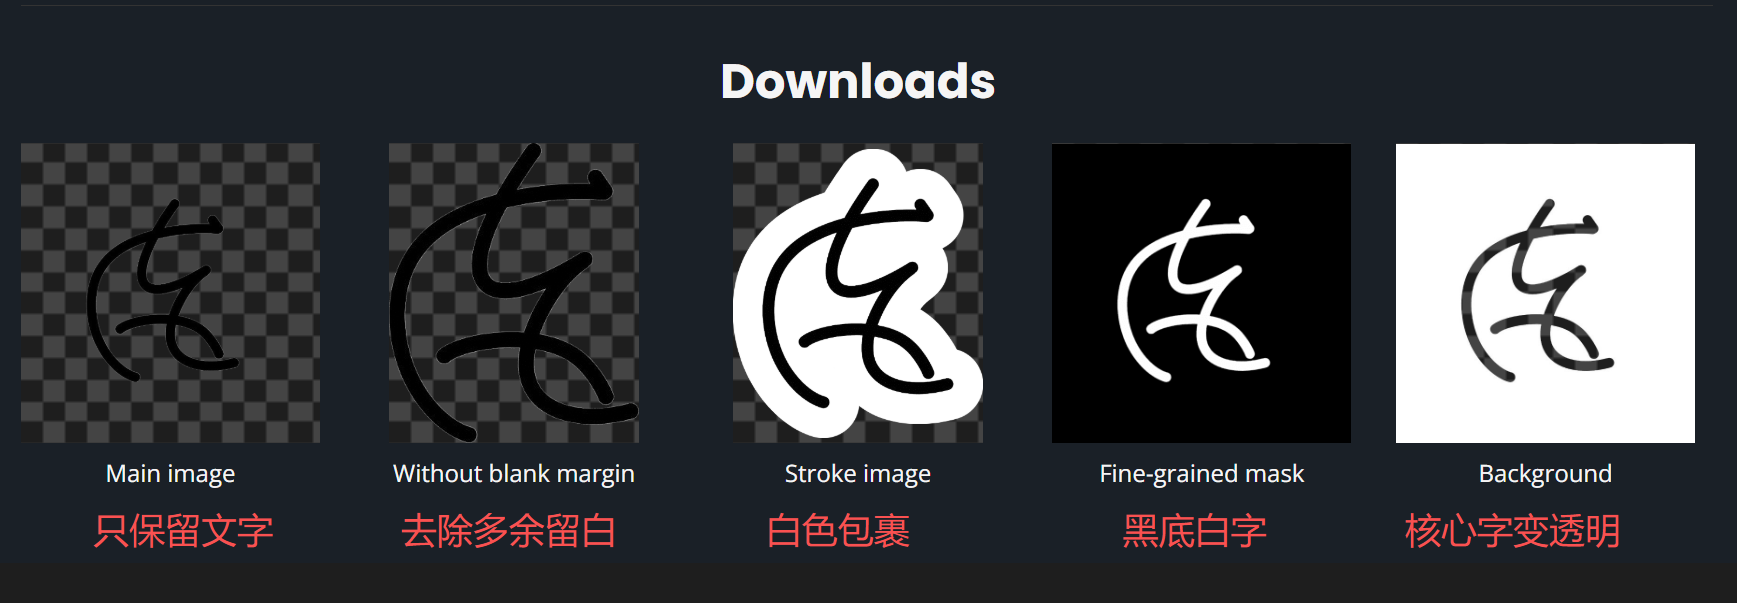 Downloads
Main image
Without blank margin
Stroke image
Fine-grained mask
Background
只保留文字
去除多余留白
白色包裹
黑底白字
核心字变透明